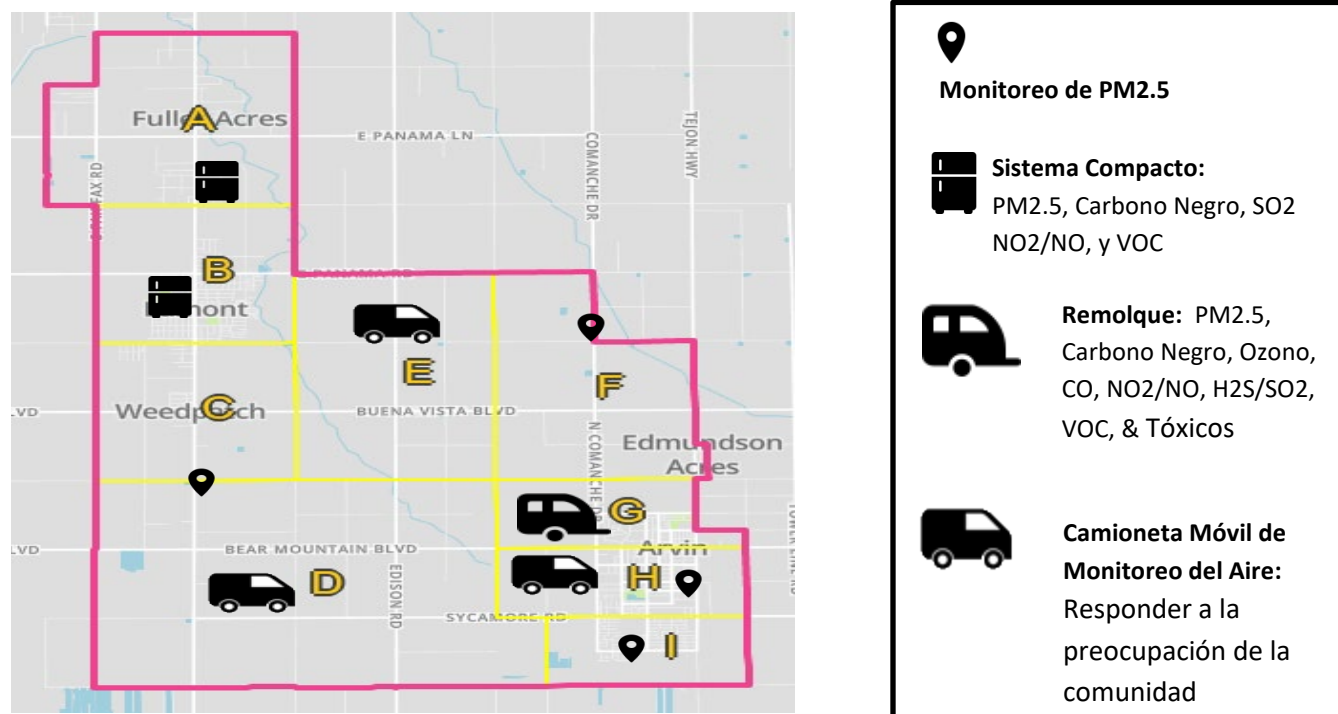 A
Fuller Acres
E PANAMA LN
COMANCHE DR
TEJON HWY
FAX RD
B
E PANAMA RD
mont
E
C
Weedpatch
LVD
BUENA VISTA BLVD
F
N COMANCHE DR
Edmundson
Acres
G
LVD
BEAR MOUNTAIN BLVD
Arvin
D
EDISON RD
H
SYCAMORE RD
I
Monitoreo de PM2.5
Sistema Compacto:
PM2.5, Carbono Negro, SO2
NO2/NO, y VOC
Remolque: PM2.5,
Carbono Negro, Ozono,
CO, NO2/NO, H2S/SO2,
VOC, & Tóxicos
Camioneta Móvil de
Monitoreo del Aire:
Responder a la
preocupación de la
comunidad